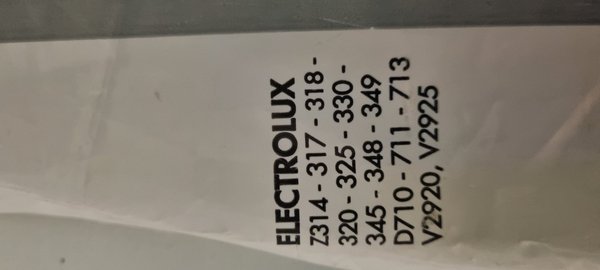 ELECTROLUX
Z314 - 317 - 318 -
320 - 325 - 330 -
345 - 348 - 349
D710 - 711 - 713
V2920, V2925